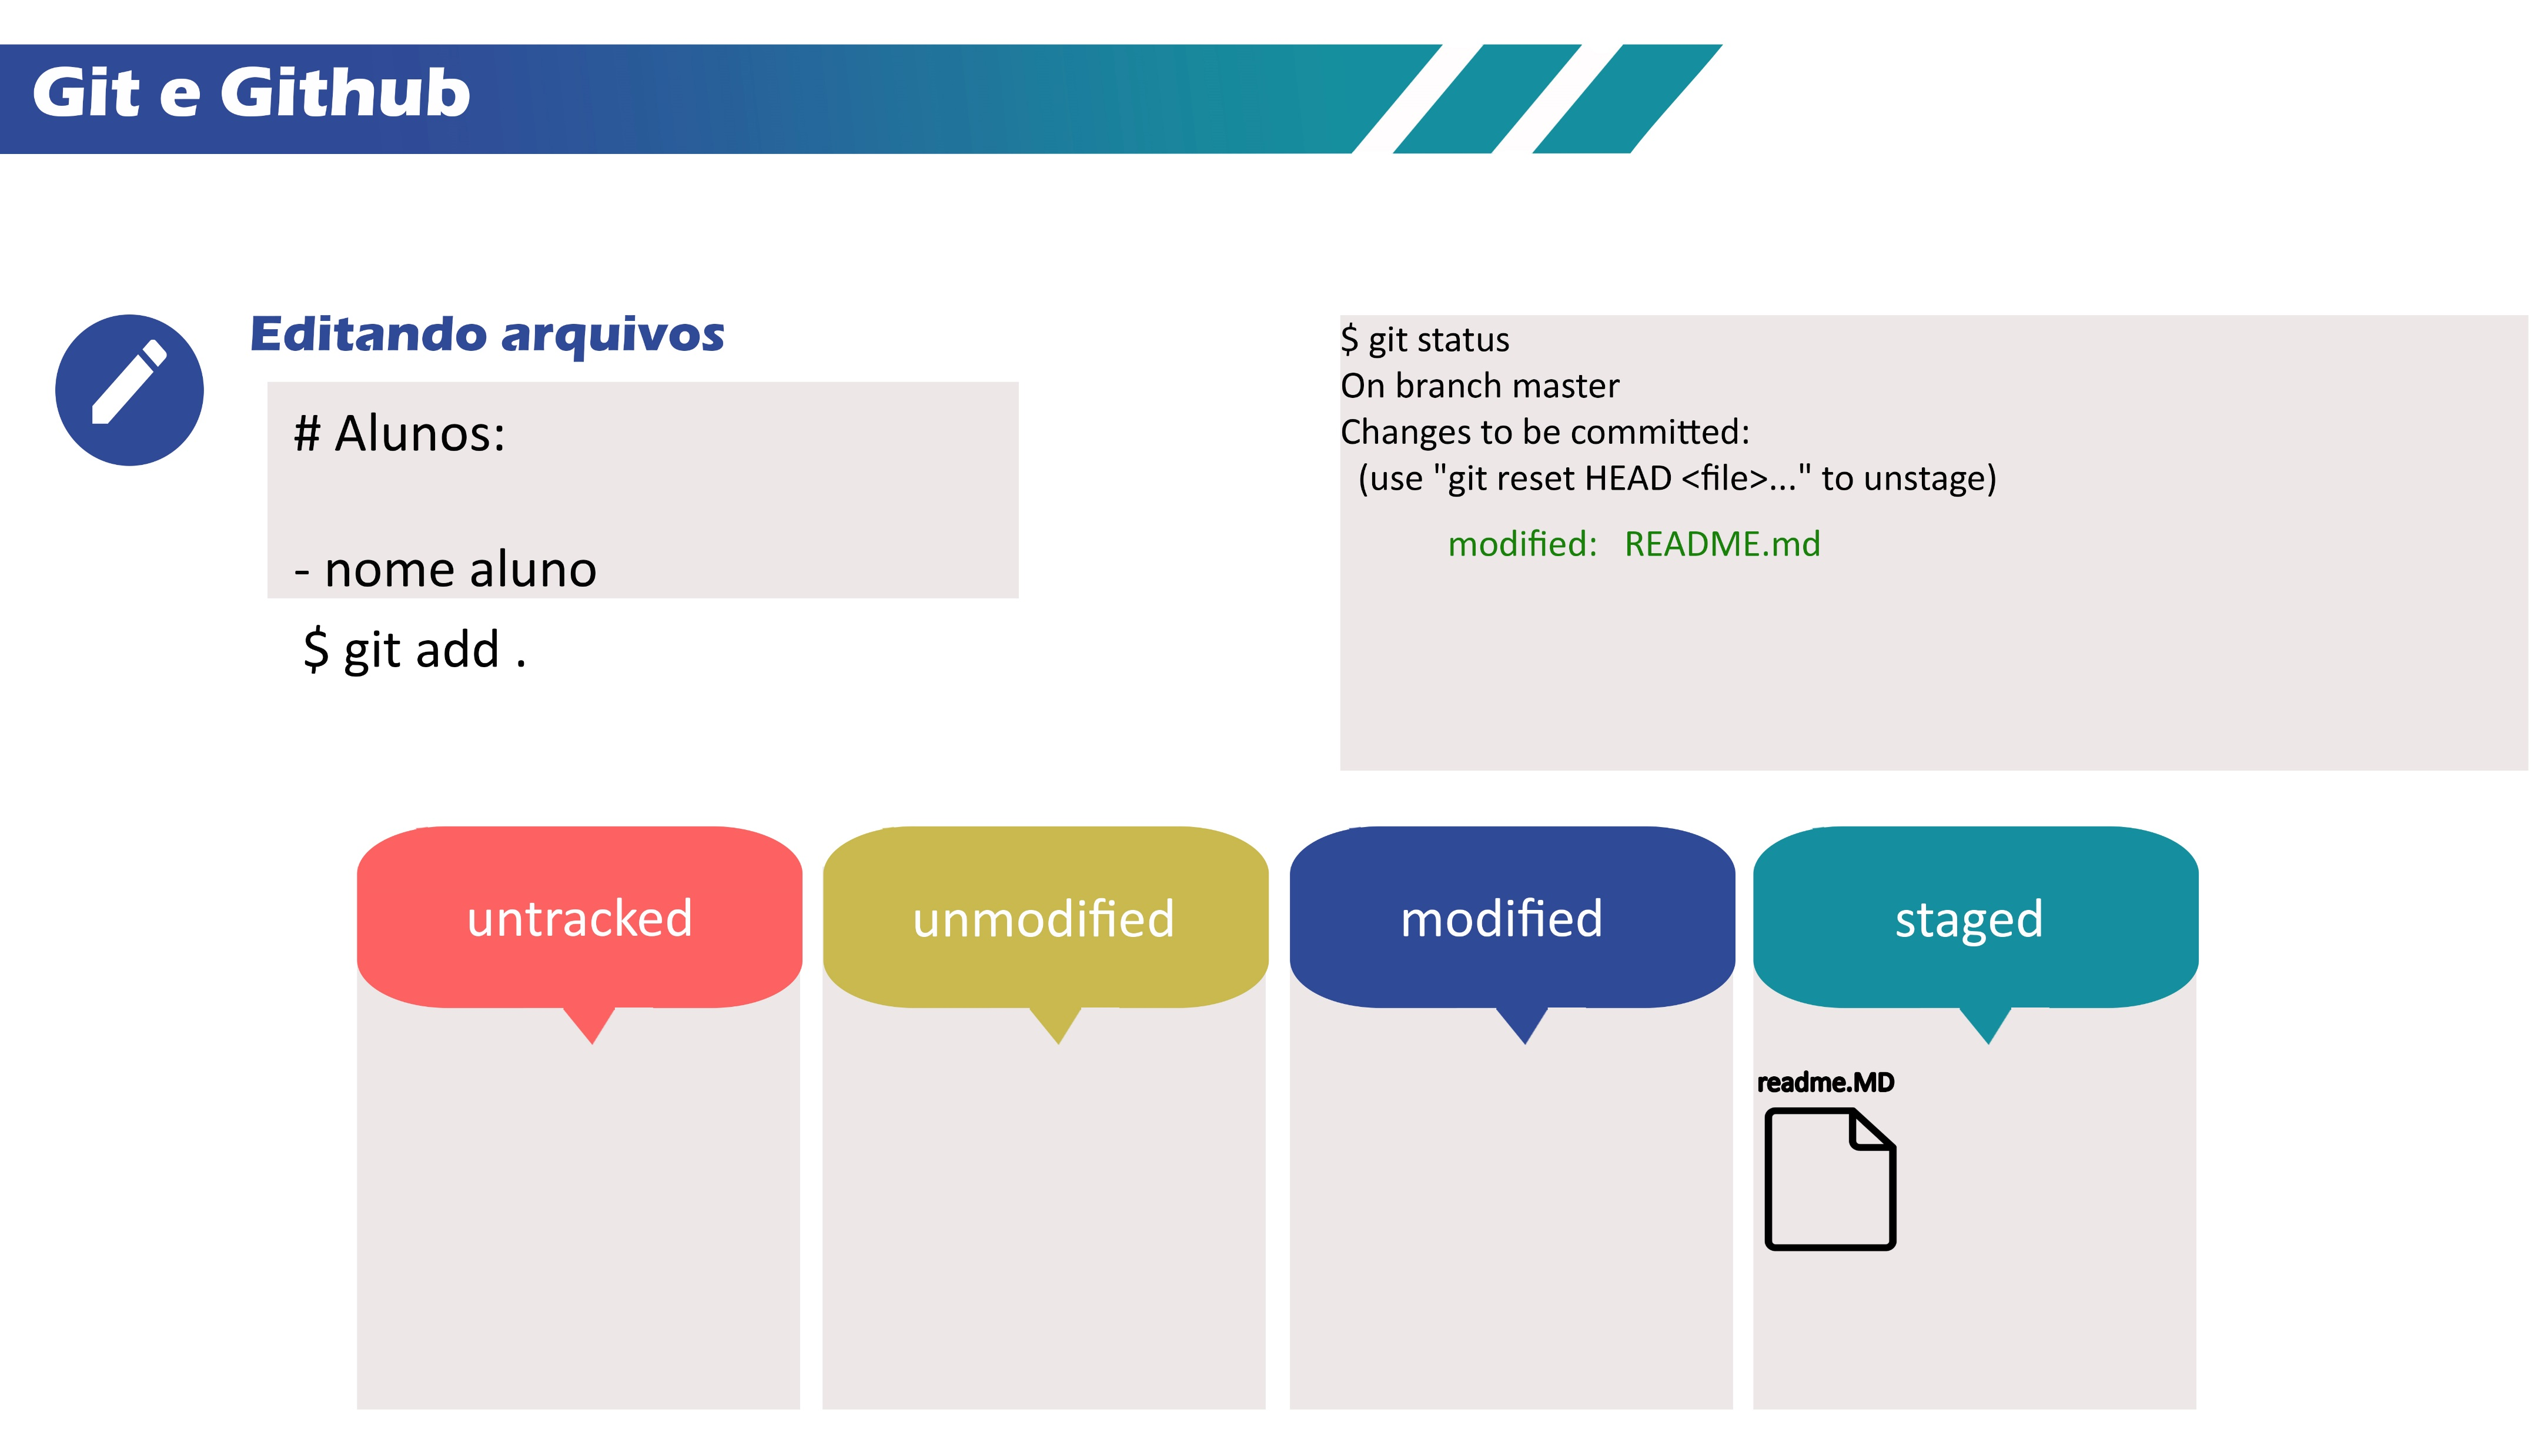 Git e Github
Editando arquivos
# Alunos:
- nome aluno
$ git add .
$ git status
On branch master
Changes to be committed:
(use "git reset HEAD <file>..." to unstage)
modified: README.md
untracked
unmodified
modified
staged
readme.MD